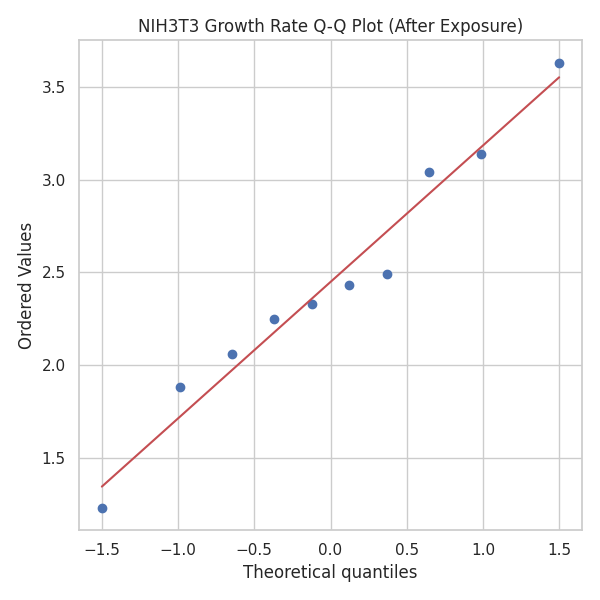 NIH3T3 Growth Rate Q-Q Plot (After Exposure)
Ordered Values
3.5
3.0
2.5
2.0
1.5
−1.5 −1.0 −0.5 0.0 0.5 1.0 1.5
Theoretical quantiles